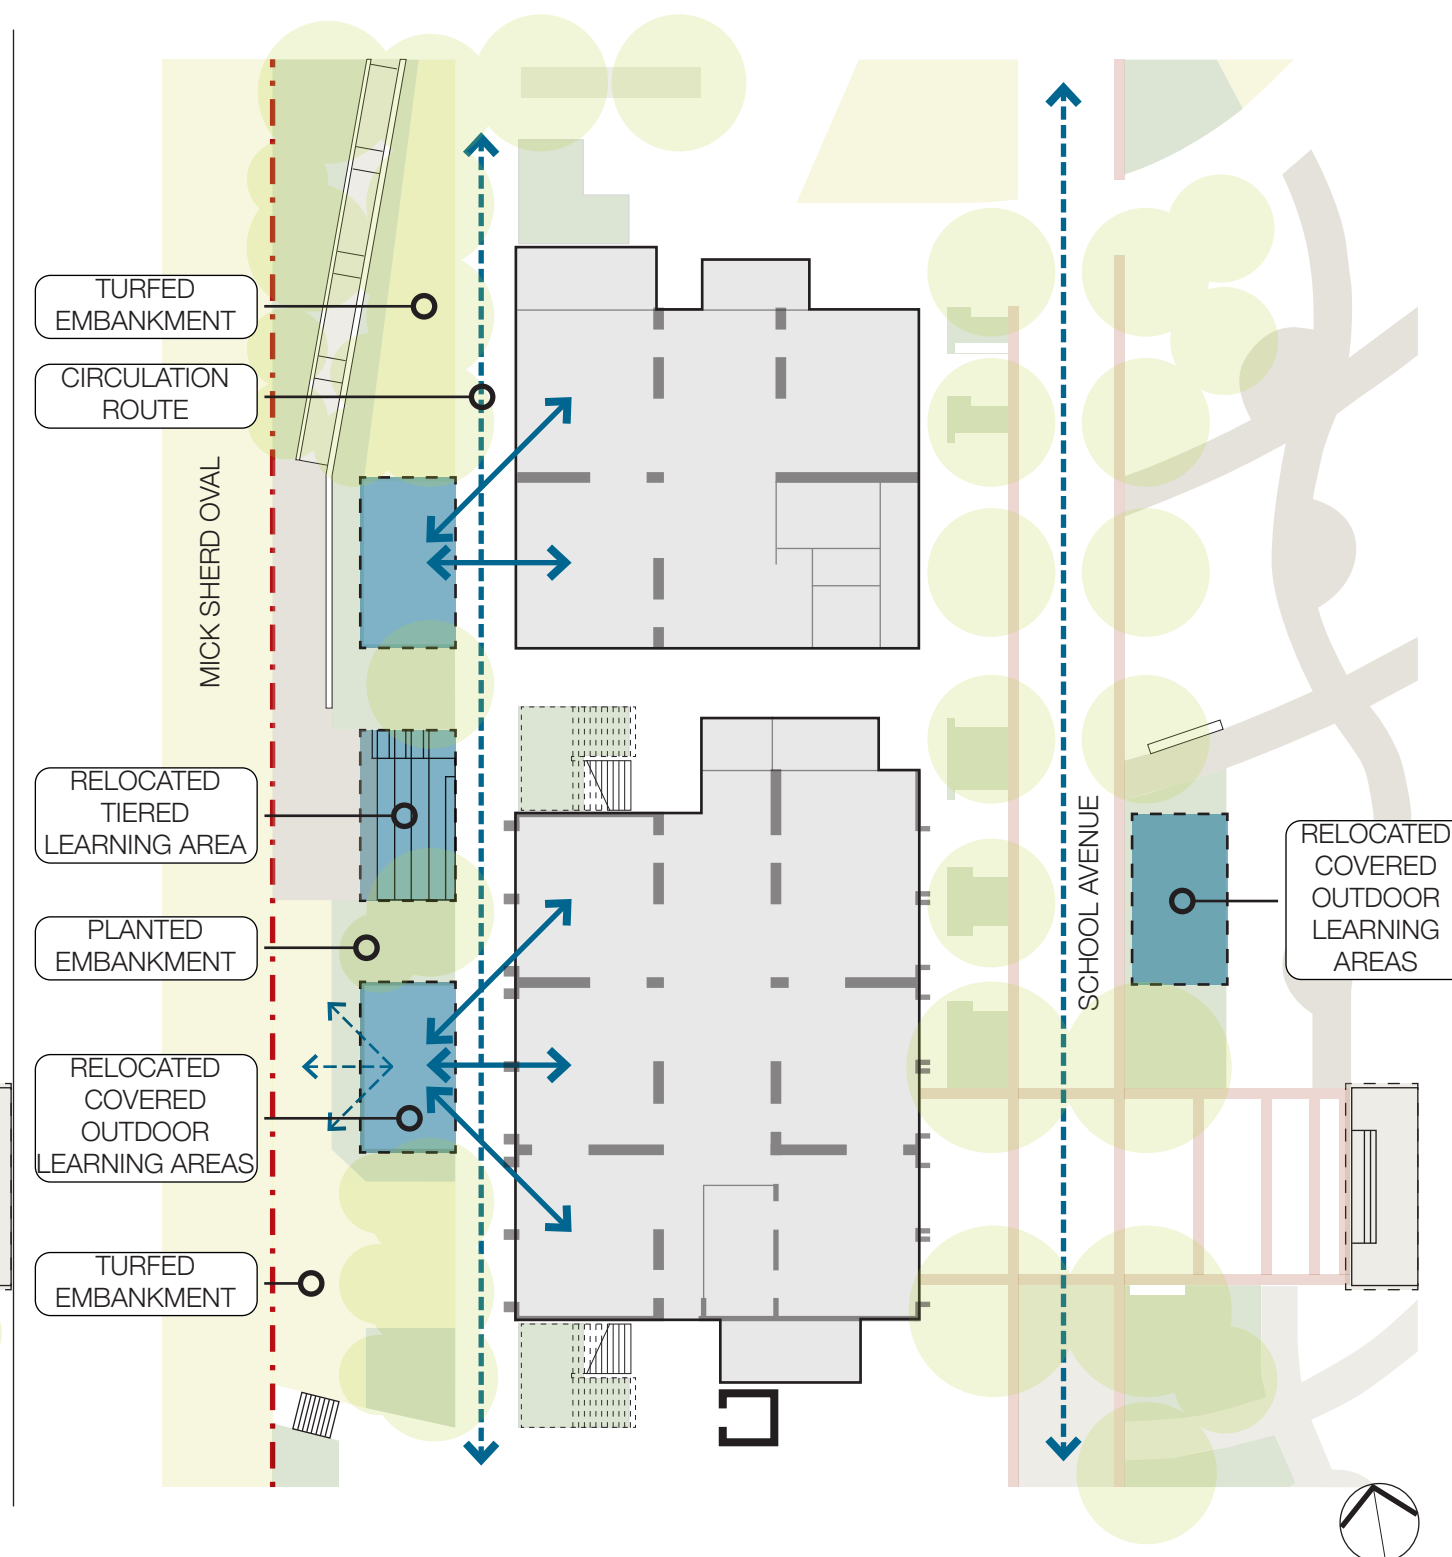 TURFED
EMBANKMENT
CIRCULATION
ROUTE
MICK SHERD OVAL
RELOCATED
TIERED
LEARNING AREA
PLANTED
EMBANKMENT
RELOCATED
COVERED
OUTDOOR
LEARNING AREAS
TURFED
EMBANKMENT
SCHOOL AVENUE
RELOCATED
COVERED
OUTDOOR
LEARNING
AREAS